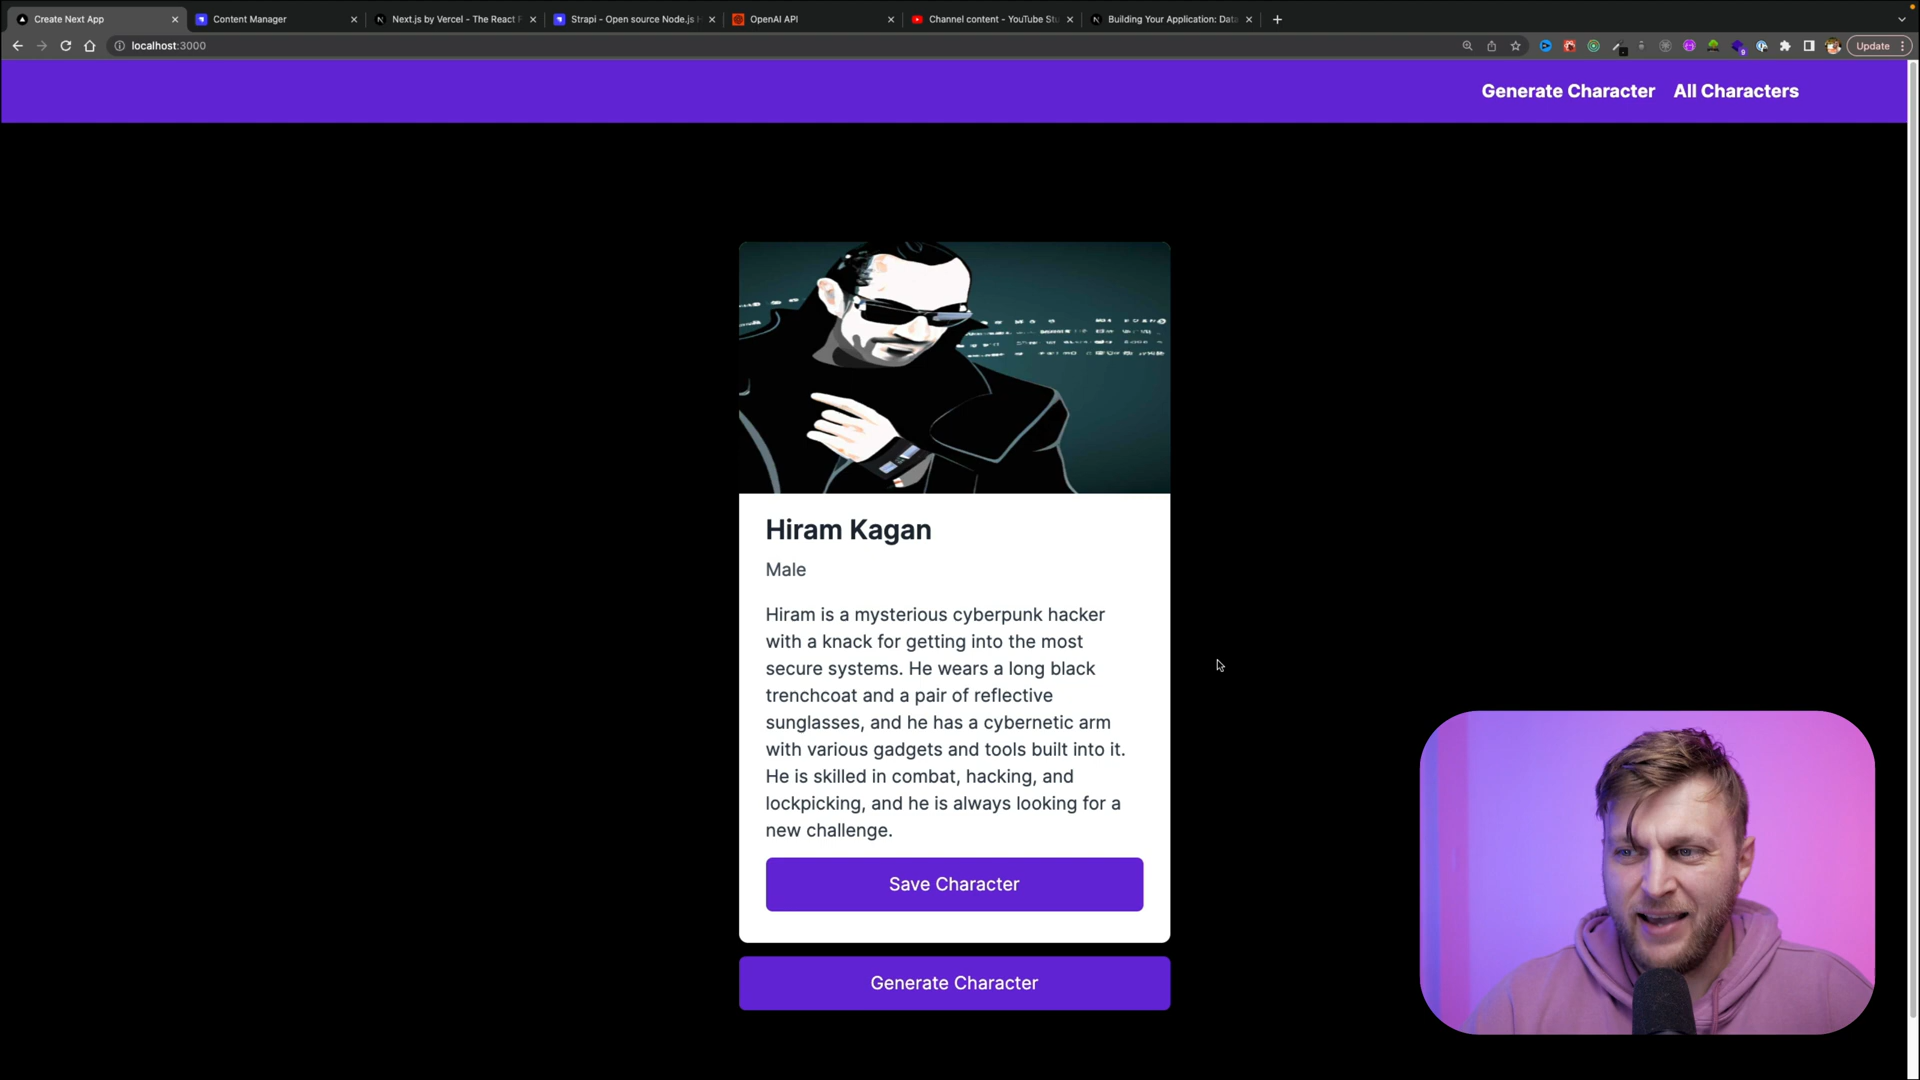 Create Next App
Content Manager
Next.js by Vercel - The React F
Strapi - Open source Node.js
OpenAI API
Channel content - YouTube Stu
Building Your Application: Data
localhost:3000
Update
Generate Character
All Characters
Hiram Kagan
Male
Hiram is a mysterious cyberpunk hacker
with a knack for getting into the most
secure systems. He wears a long black
trenchcoat and a pair of reflective
sunglasses, and he has a cybernetic arm
with various gadgets and tools built into it.
He is skilled in combat, hacking, and
lockpicking, and he is always looking for a
new challenge.
Save Character
Generate Character